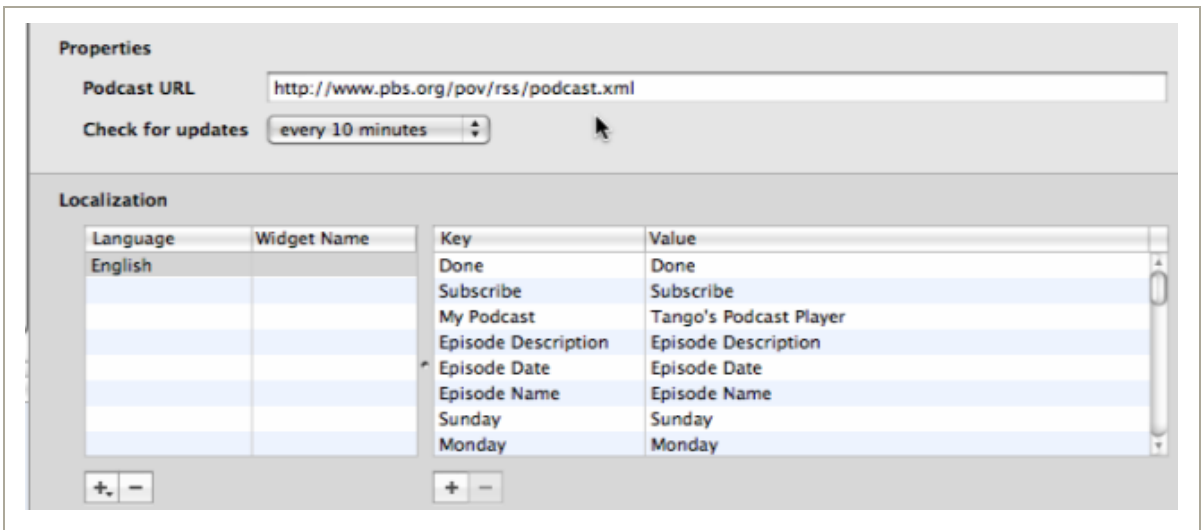 Properties
Podcast URL http://www.pbs.org/pov/rss/podcast.xml
Check for updates every 10 minutes
Localization
Language Widget Name Key Value
English Done Done
Subscribe Subscribe
My Podcast Tango's Podcast Player
Episode Description Episode Description
Episode Date Episode Date
Episode Name Episode Name
Sunday Sunday
Monday Monday